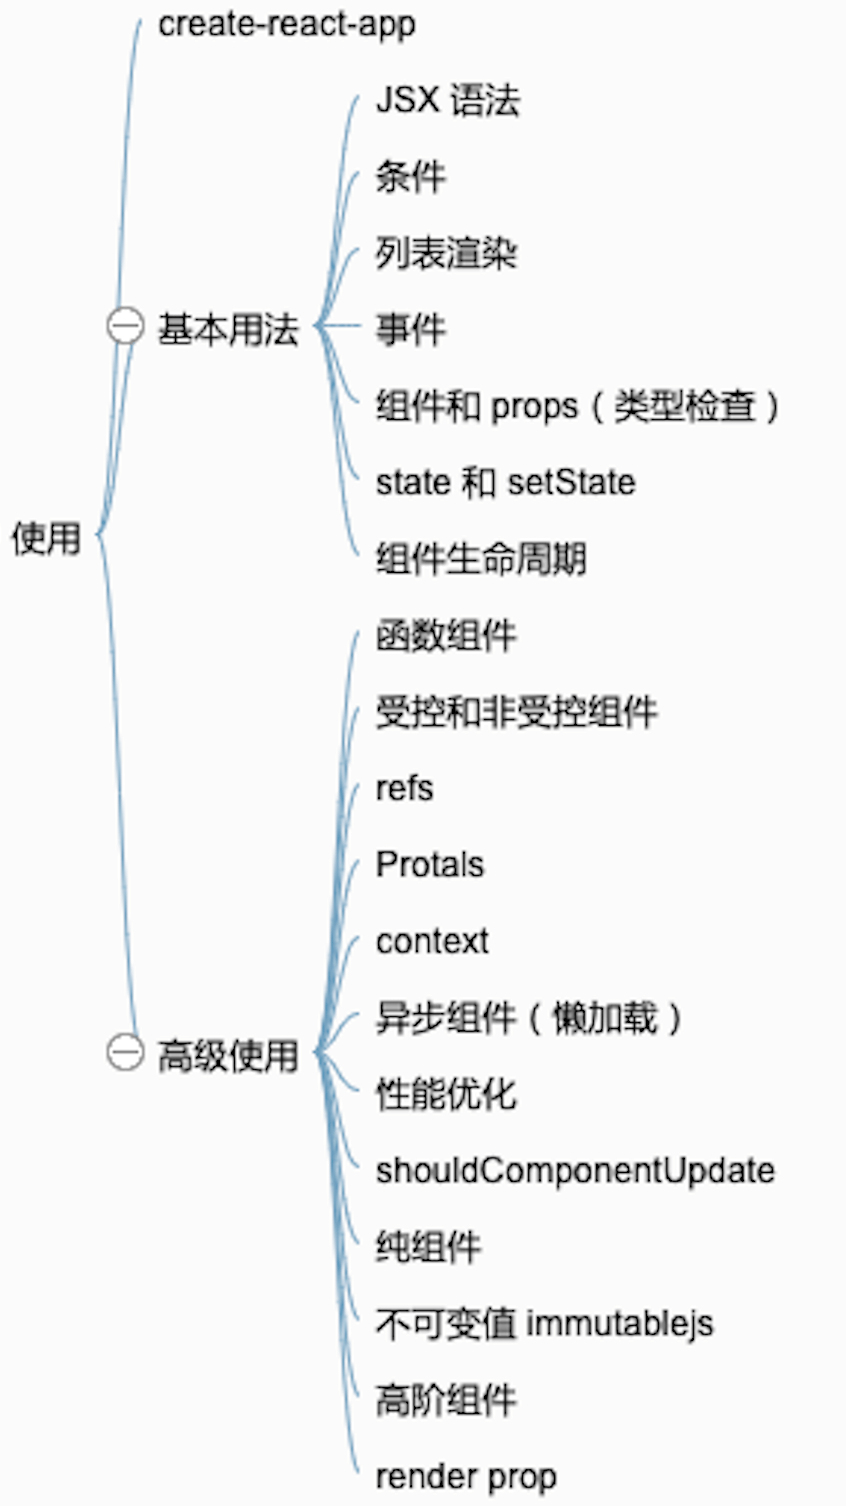 create-react-app
JSX 语法
条件
列表渲染
基本用法
事件
组件和 props（类型检查）
state 和 setState
使用
组件生命周期
函数组件
受控和非受控组件
refs
Protals
context
异步组件（懒加载）
高级使用
性能优化
shouldComponentUpdate
纯组件
不可变值 immutablejs
高阶组件
render prop